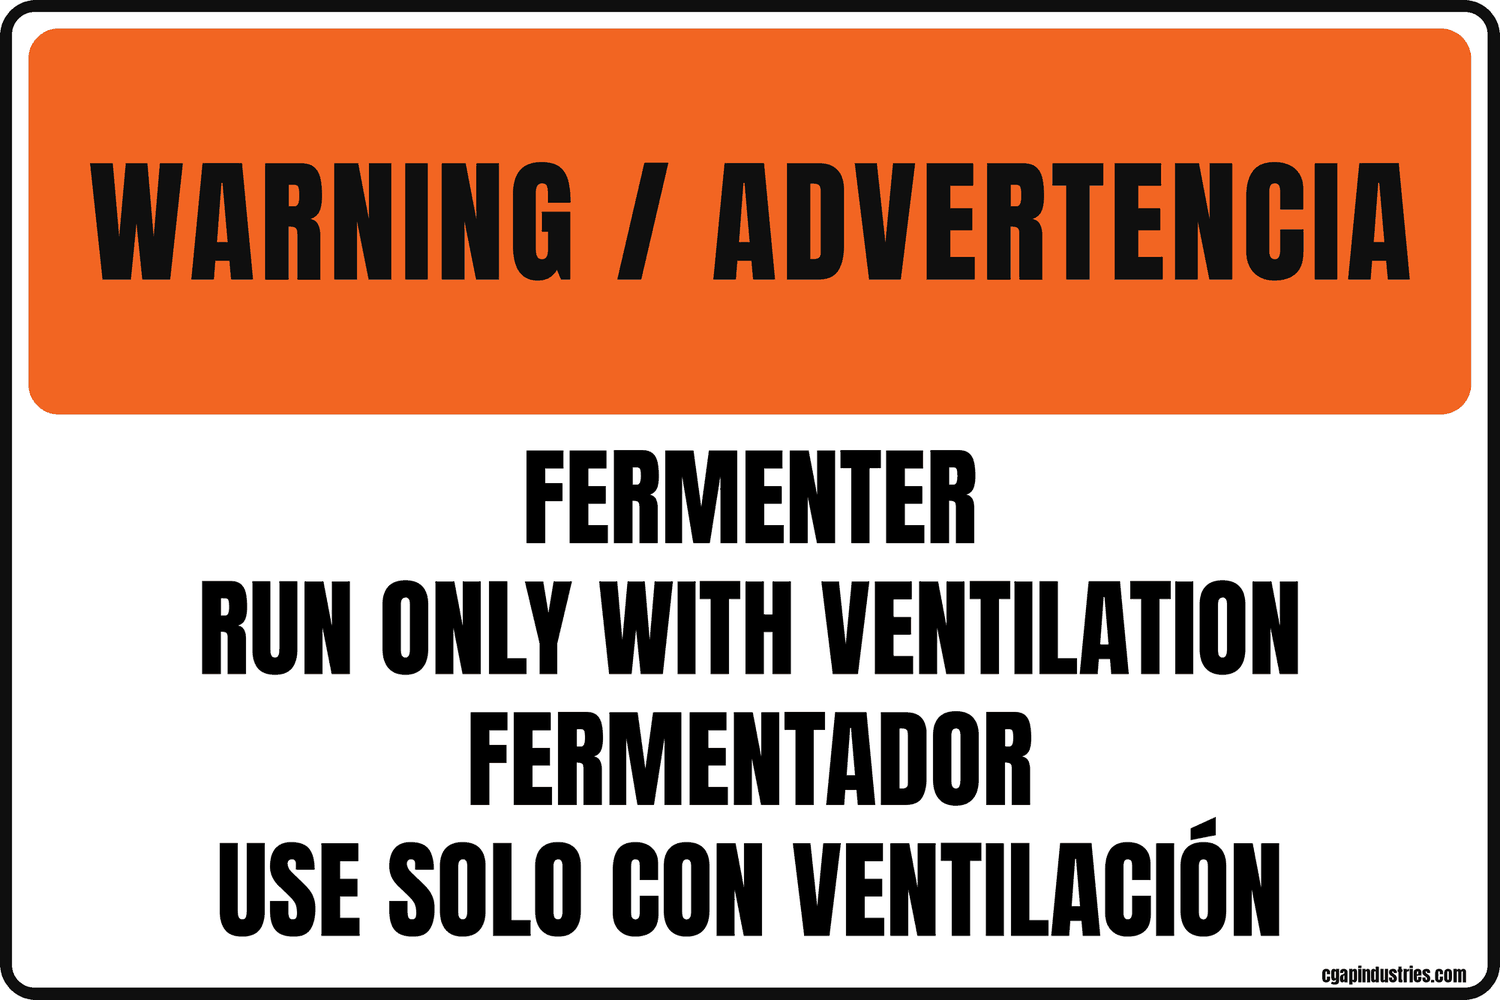 WARNING / ADVERTENCIA
FERMENTER
RUN ONLY WITH VENTILATION
FERMENTADOR
USE SOLO CON VENTILACIÓN
cgapindustries.com